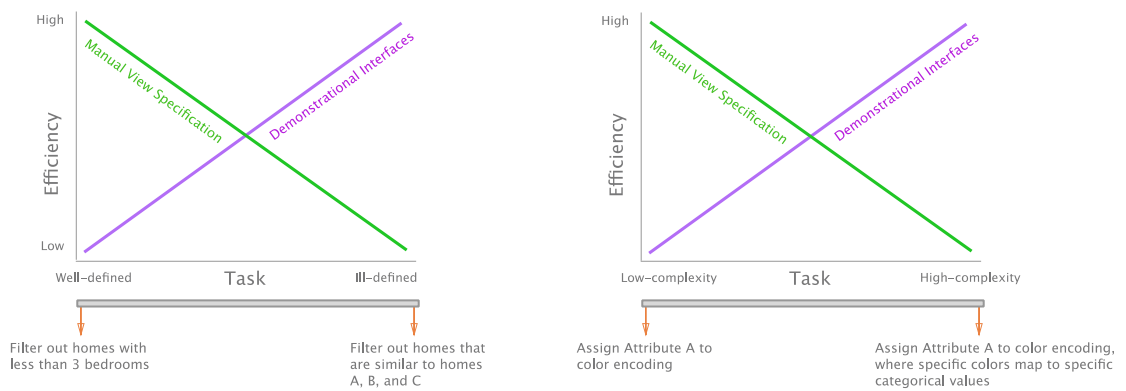 High
Manual View Specification
Demonstrational Interfaces
Efficiency
Low
Well-defined
Task
Ill-defined
Filter out homes with
less than 3 bedrooms
Filter out homes that
are similar to homes
A, B, and C
High
Manual View Specification
Demonstrational Interfaces
Efficiency
Low-complexity
Task
High-complexity
Assign Attribute A to
color encoding
Assign Attribute A to color encoding,
where specific colors map to specific
categorical values